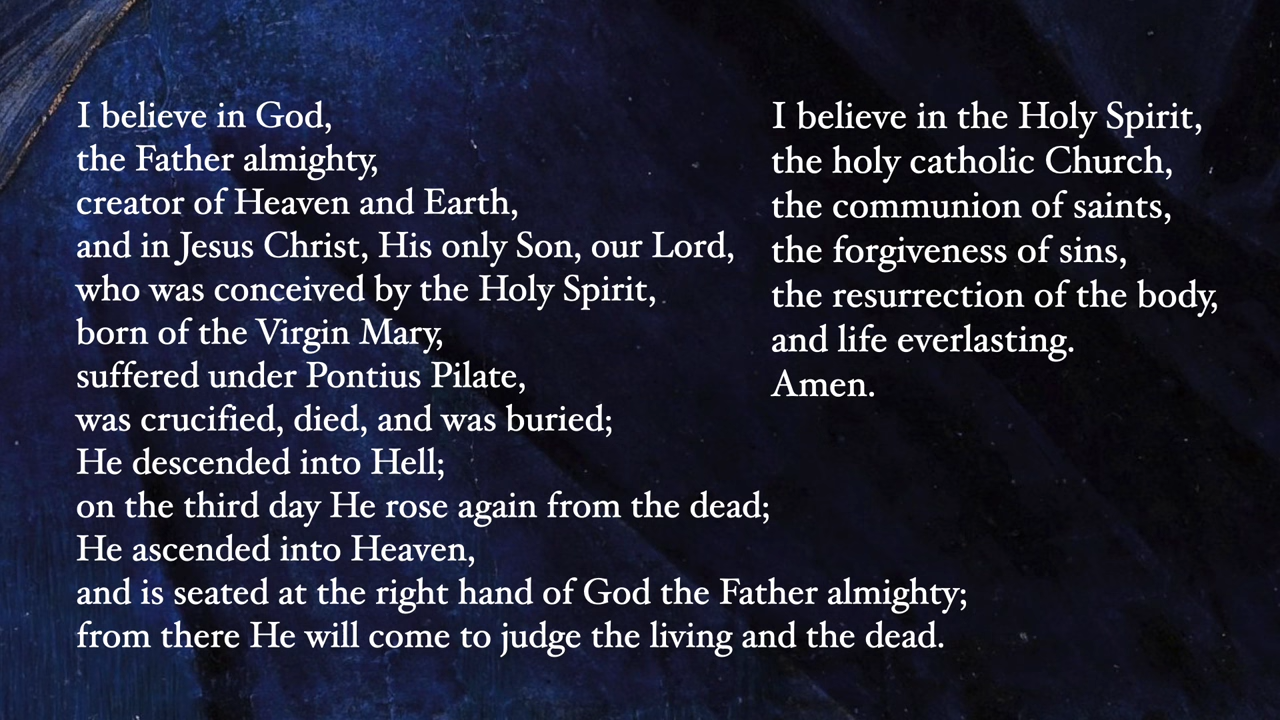 I believe in God,
the Father almighty,
creator of Heaven and Earth,
and in Jesus Christ, His only Son, our Lord,
who was conceived by the Holy Spirit,
born of the Virgin Mary,
suffered under Pontius Pilate,
was crucified, died, and was buried;
He descended into Hell;
on the third day He rose again from the dead;
He ascended into Heaven,
and is seated at the right hand of God the Father almighty;
from there He will come to judge the living and the dead.
I believe in the Holy Spirit,
the holy catholic Church,
the communion of saints,
the forgiveness of sins,
the resurrection of the body,
and life everlasting.
Amen.